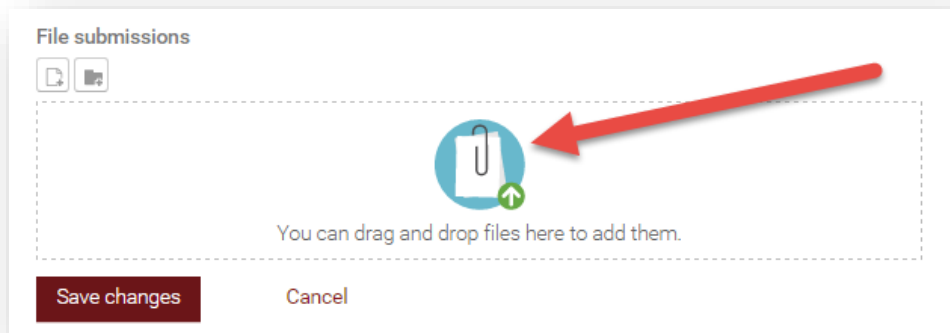 File submissions
You can drag and drop files here to add them.
Save changes
Cancel